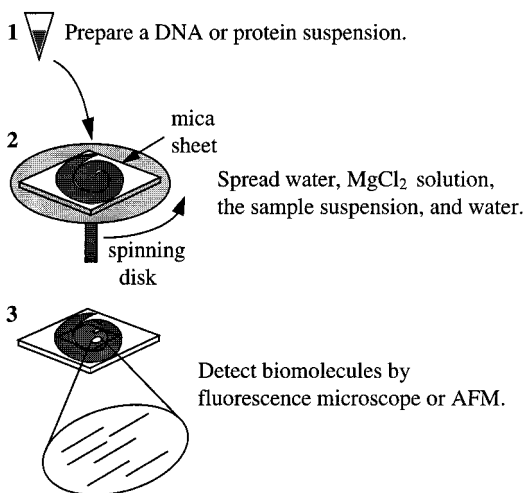 1 Prepare a DNA or protein suspension.
mica
sheet
2
Spread water, MgCl₂ solution,
the sample suspension, and water.
spinning
disk
3
Detect biomolecules by
fluorescence microscope or AFM.